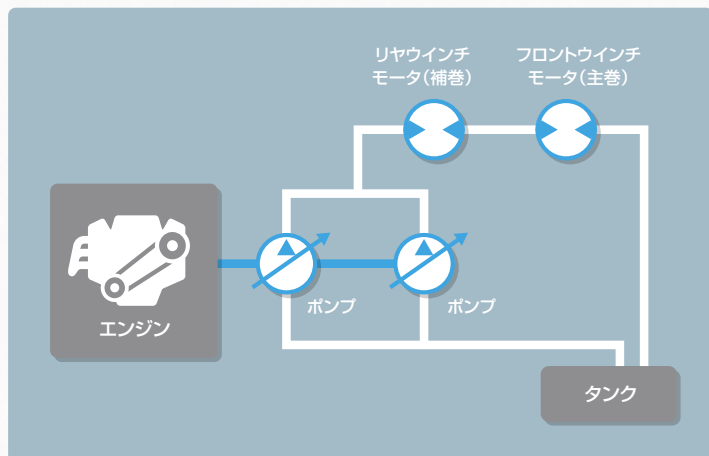 リヤウインチ
モータ（補巻）
フロントウインチ
モータ（主巻）
エンジン
ポンプ
ポンプ
タンク